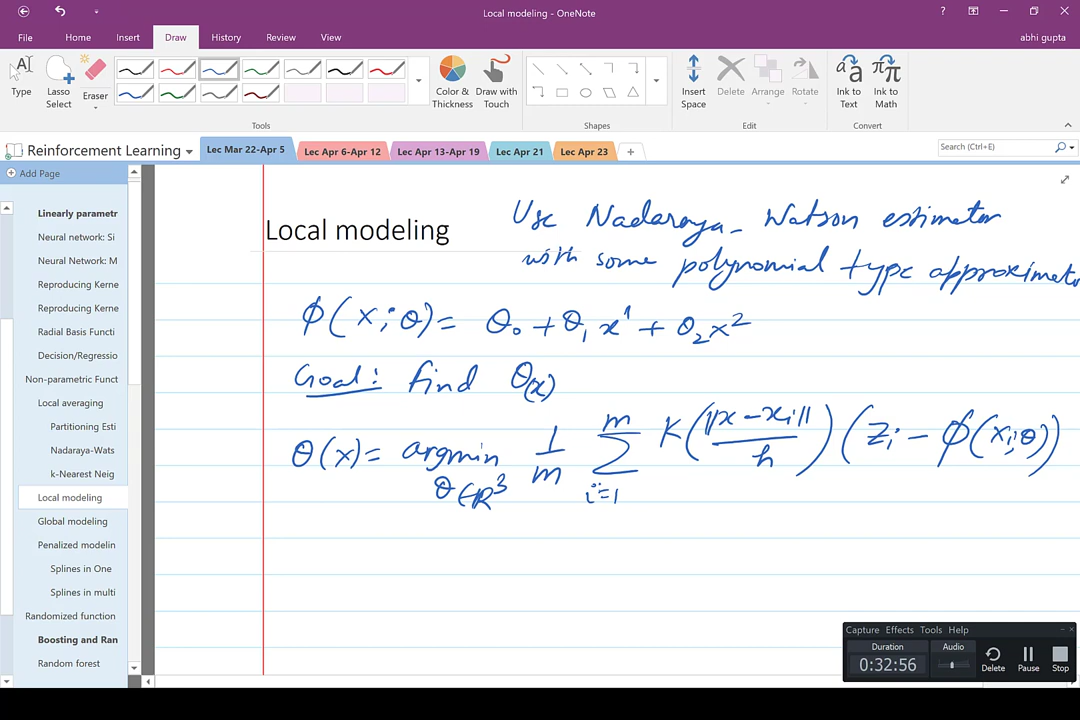 Local modeling - OneNote
?
File Home Insert Draw History Review View
abhi gupta
Type Lasso Select Eraser
Color & Thickness Draw with Touch
Insert Space Delete Arrange Rotate
Ink to Text Ink to Math
Tools Shapes Edit Convert
Reinforcement Learning
Lec Mar 22-Apr 5 Lec Apr 6-Apr 12 Lec Apr 13-Apr 19 Lec Apr 21 Lec Apr 23 +
Search (Ctrl+E)
Add Page
Linearly parametr
Neural network: Si
Neural Network: M
Reproducing Kerne
Reproducing Kerne
Radial Basis Functi
Decision/Regressio
Non-parametric Funct
Local averaging
Partitioning Esti
Nadaraya-Wats
k-Nearest Neig
Local modeling
Global modeling
Penalized modelin
Splines in One
Splines in multi
Randomized function
Boosting and Ran
Random forest
Local modeling
Use Nadaraya-Watson estimator
with some polynomial type approximato
ϕ(x;θ) = θ₀ + θ₁ x¹ + θ₂ x²
Goal: find θ(x)
θ(x) = argmin θ∈ℝ³ 1/m Σ i=1 m K(||x-xᵢ||/h) (zᵢ - ϕ(xᵢ;θ))
Capture Effects Tools Help
Duration Audio
0:32:56
Delete Pause Stop